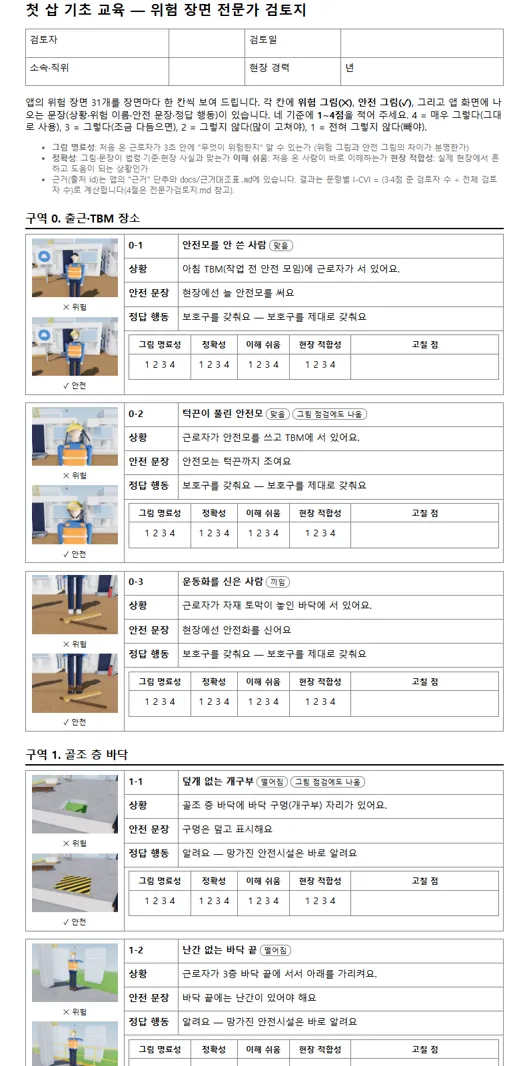 첫 삽 기초 교육 — 위험 장면 전문가 검토지
검토자 검토일
소속·직위 현장 경력 년
앱의 위험 장면 31개를 장면마다 한 칸씩 보여 드립니다. 각 칸에 위험 그림(✕), 안전 그림(✓), 그리고 앱 화면에 나
오는 문장(상황·위험 이름·안전 문장·정답 행동)이 있습니다. 네 기준에 1~4점을 적어 주세요. 4 = 매우 그렇다(그대
로 사용), 3 = 그렇다(조금 다듬으면), 2 = 그렇지 않다(많이 고쳐야), 1 = 전혀 그렇지 않다(빼야).
• 그림 명료성: 처음 온 근로자가 3초 안에 "무엇이 위험한지" 알 수 있는가 (위험 그림과 안전 그림의 차이가 분명한가)
• 정확성: 그림·문장이 법령·기준·현장 사실과 맞는가 이해 쉬움: 처음 온 사람이 바로 이해하는가 현장 적합성: 실제 현장에서 흔
하고 도움이 되는 상황인가
• 근거(출처 id)는 앱의 "근거" 단추와 docs/근거대조표.md에 있습니다. 결과는 문항별 I-CVI = (3·4점 준 검토자 수 ÷ 전체 검토
자 수)로 계산합니다(4절은 전문가검토지.md 참고).
구역 0. 출근·TBM 장소
✕ 위험
✓ 안전
0-1 안전모를 안 쓴 사람 맞음
상황 아침 TBM(작업 전 안전 모임)에 근로자가 서 있어요.
안전 문장 현장에선 늘 안전모를 써요
정답 행동 보호구를 갖춰요 — 보호구를 제대로 갖춰요
그림 명료성 정확성 이해 쉬움 현장 적합성 고칠 점
1 2 3 4 1 2 3 4 1 2 3 4 1 2 3 4
✕ 위험
✓ 안전
0-2 턱끈이 풀린 안전모 맞음 그림 점검에도 나옴
상황 근로자가 안전모를 쓰고 TBM에 서 있어요.
안전 문장 안전모는 턱끈까지 조여요
정답 행동 보호구를 갖춰요 — 보호구를 제대로 갖춰요
그림 명료성 정확성 이해 쉬움 현장 적합성 고칠 점
1 2 3 4 1 2 3 4 1 2 3 4 1 2 3 4
✕ 위험
✓ 안전
0-3 운동화를 신은 사람 끼임
상황 근로자가 자재 토막이 놓인 바닥에 서 있어요.
안전 문장 현장에선 안전화를 신어요
정답 행동 보호구를 갖춰요 — 보호구를 제대로 갖춰요
그림 명료성 정확성 이해 쉬움 현장 적합성 고칠 점
1 2 3 4 1 2 3 4 1 2 3 4 1 2 3 4
구역 1. 골조 층 바닥
✕ 위험
✓ 안전
1-1 덮개 없는 개구부 떨어짐 그림 점검에도 나옴
상황 골조 층 바닥에 바닥 구멍(개구부) 자리가 있어요.
안전 문장 구멍은 덮고 표시해요
정답 행동 알려요 — 망가진 안전시설은 바로 알려요
그림 명료성 정확성 이해 쉬움 현장 적합성 고칠 점
1 2 3 4 1 2 3 4 1 2 3 4 1 2 3 4
✕ 위험
1-2 난간 없는 바닥 끝 떨어짐
상황 근로자가 3층 바닥 끝에 서서 아래를 가리켜요.
안전 문장 바닥 끝에는 난간이 있어야 해요
정답 행동 알려요 — 망가진 안전시설은 바로 알려요
그림 명료성 정확성 이해 쉬움 현장 적합성 고칠 점